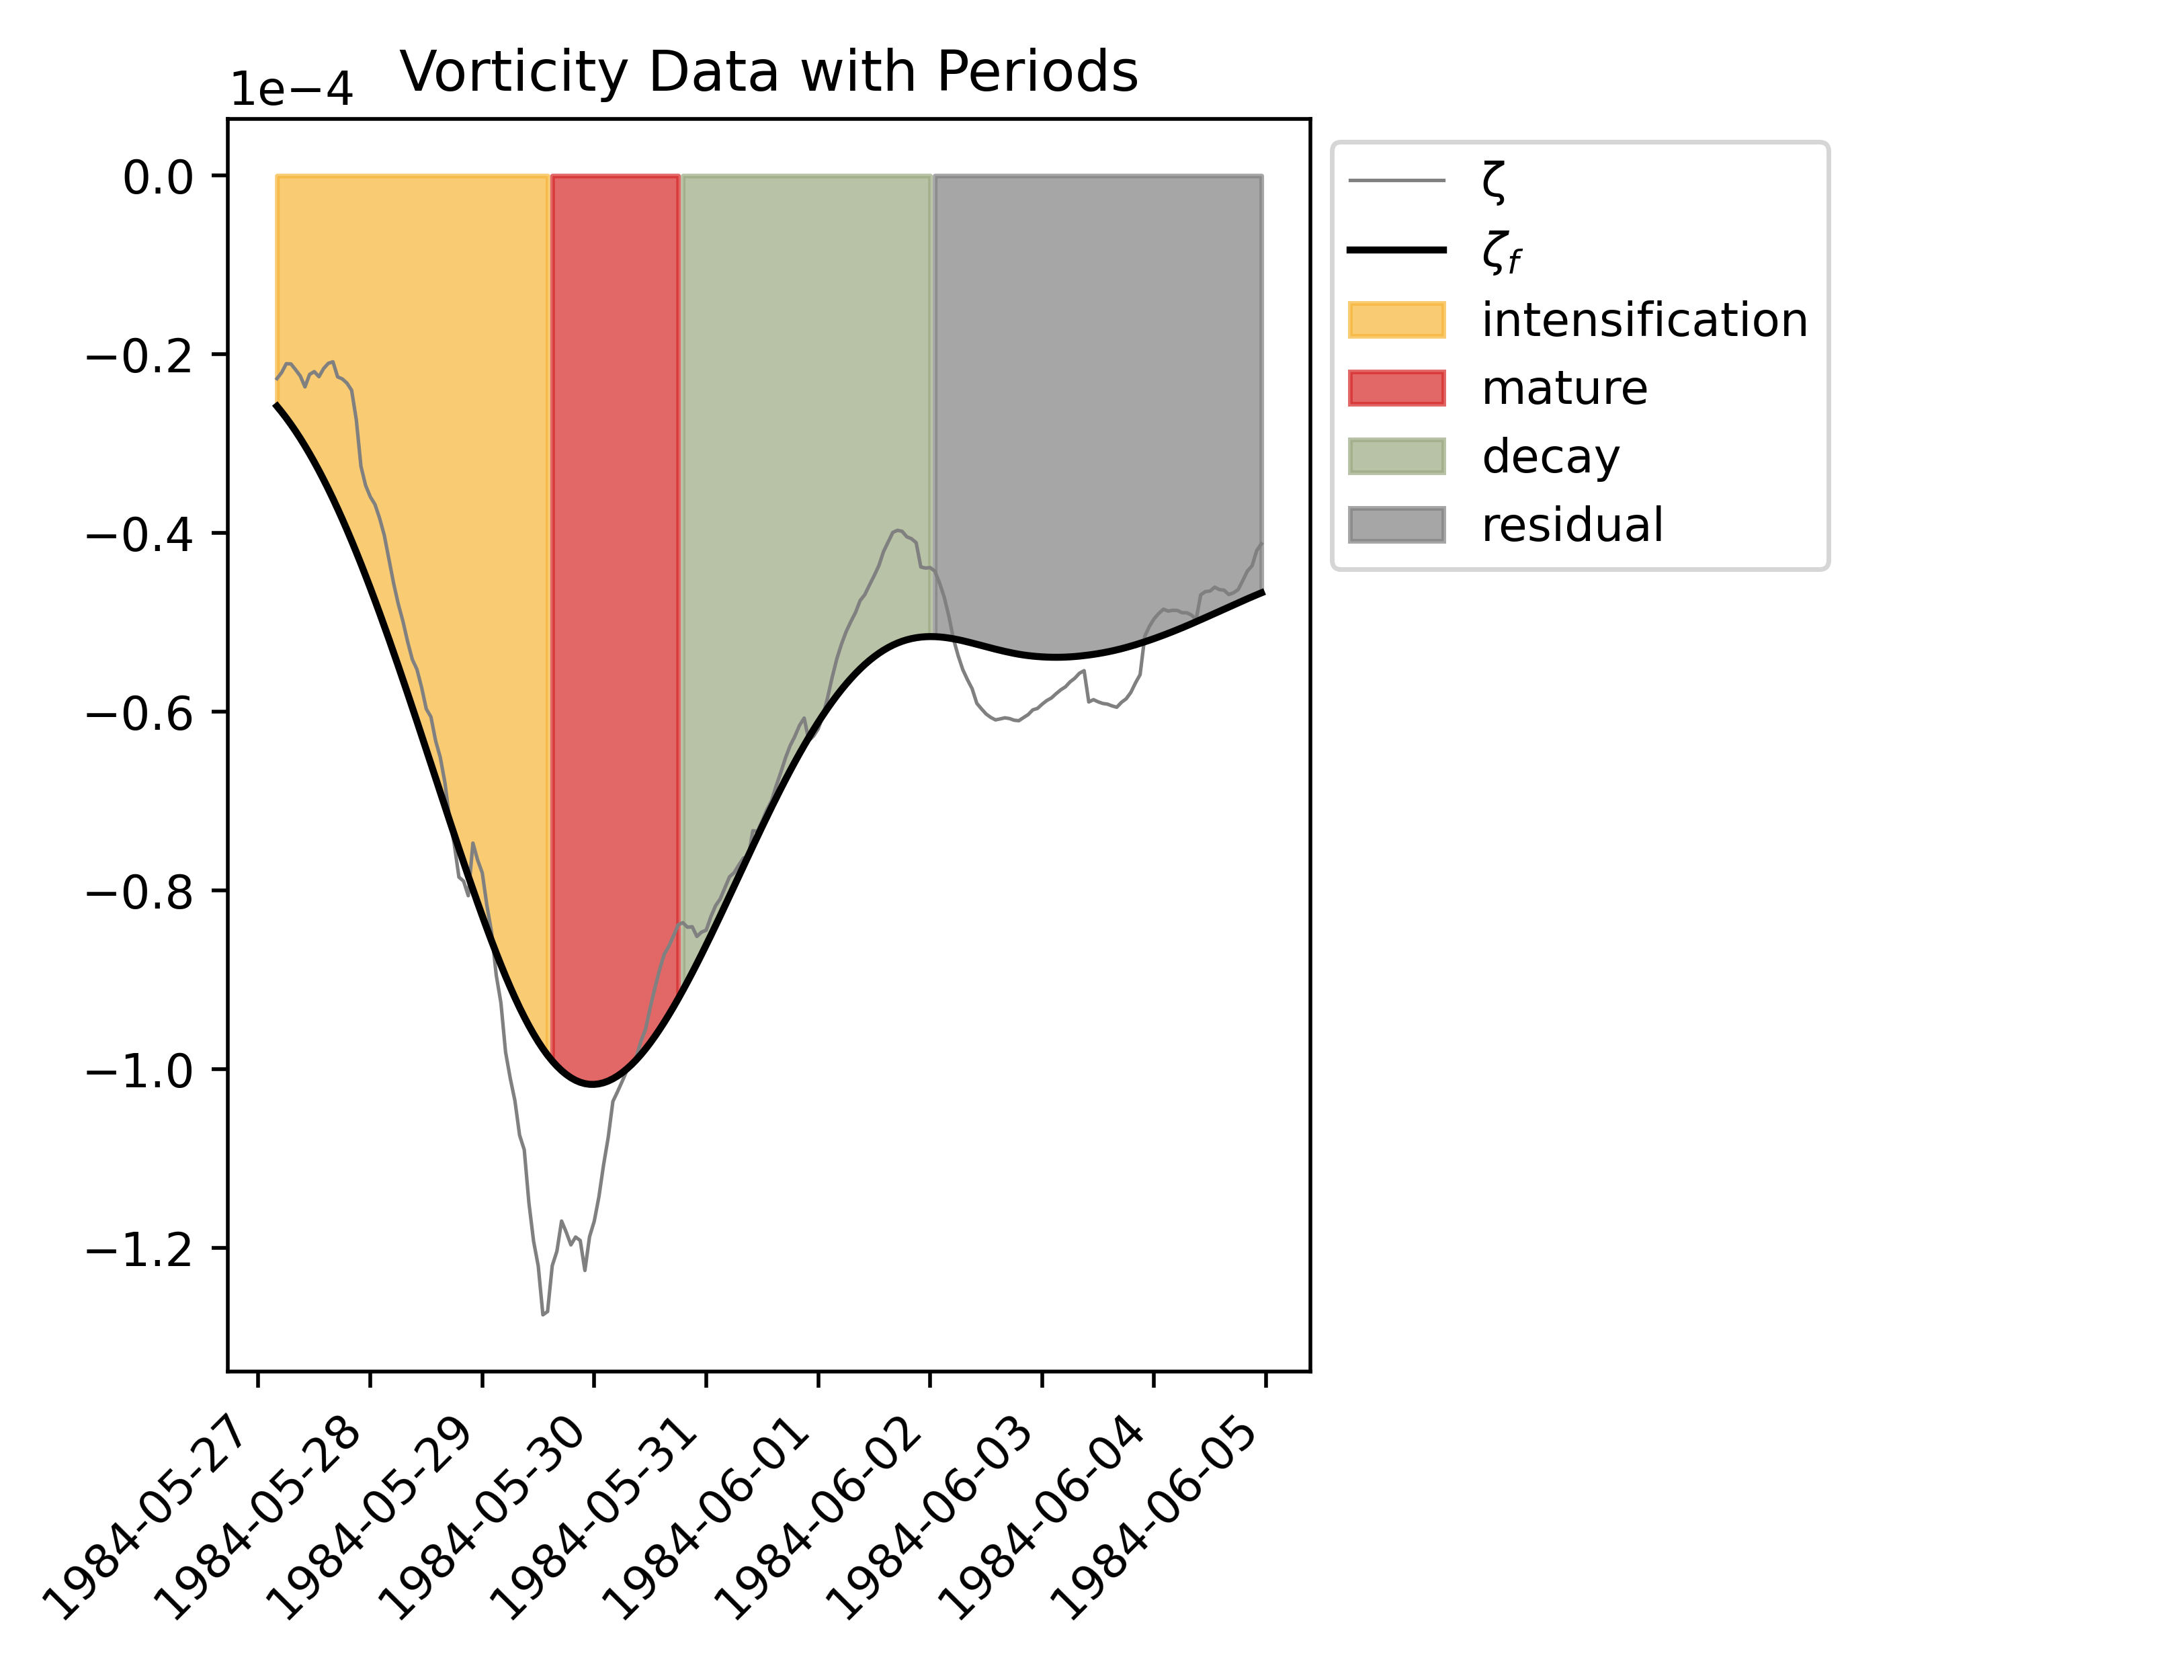 Vorticity Data with Periods
1e−4
0.0
−0.2
−0.4
−0.6
−0.8
−1.0
−1.2
1984-05-27
1984-05-28
1984-05-29
1984-05-30
1984-05-31
1984-06-01
1984-06-02
1984-06-03
1984-06-04
1984-06-05
ζ
ζf
intensification
mature
decay
residual